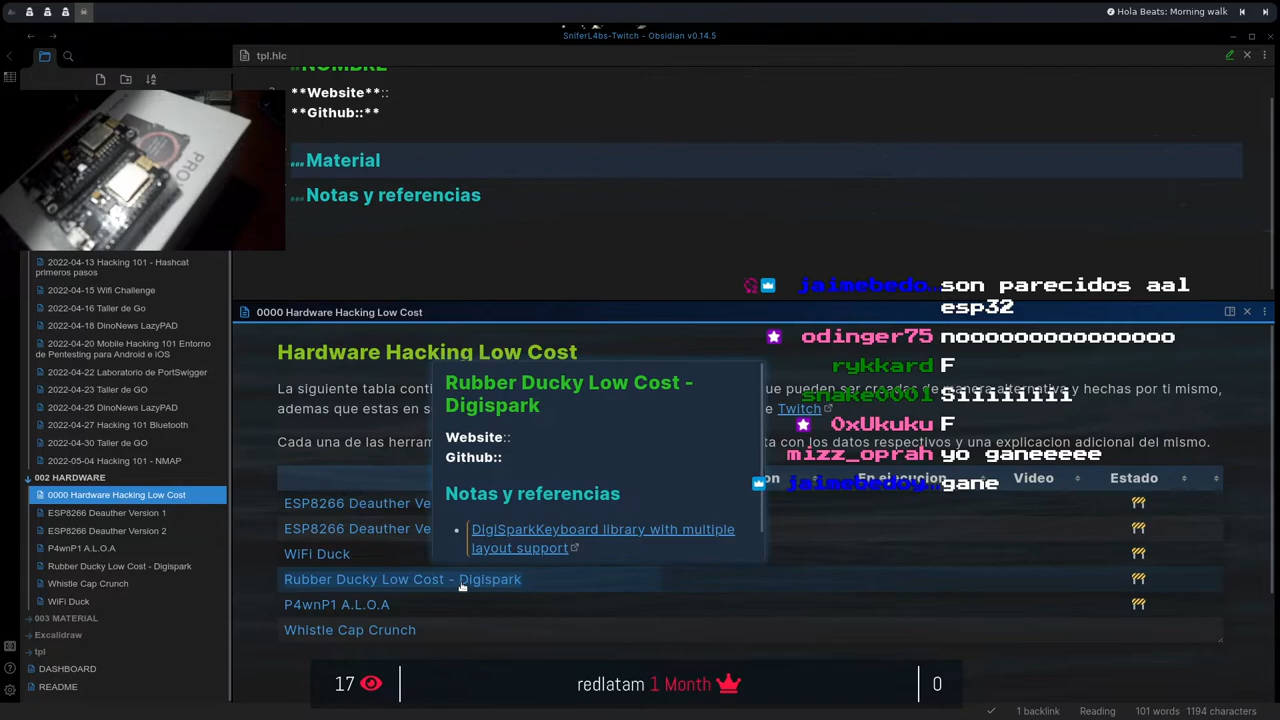 Hola Beats: Morning walk
SniferL4bs-Twitch - Obsidian v0.14.5
tpl.hlc
#NOMBRE
**Website**::
**Github::**
### Material
### Notas y referencias
PRO
2022-04-13 Hacking 101 - Hashcat
primeros pasos
2022-04-15 Wifi Challenge
2022-04-16 Taller de Go
2022-04-18 DinoNews LazyPAD
2022-04-20 Mobile Hacking 101 Entorno
de Pentesting para Android e iOS
2022-04-22 Laboratorio de PortSwigger
2022-04-23 Taller de GO
2022-04-25 DinoNews LazyPAD
2022-04-27 Hacking 101 Bluetooth
2022-04-30 Taller de GO
2022-05-04 Hacking 101 - NMAP
002 HARDWARE
0000 Hardware Hacking Low Cost
ESP8266 Deauther Version 1
ESP8266 Deauther Version 2
P4wnP1 A.L.O.A
Rubber Ducky Low Cost - Digispark
Whistle Cap Crunch
WiFi Duck
003 MATERIAL
Excalidraw
tpl
DASHBOARD
README
0000 Hardware Hacking Low Cost
Hardware Hacking Low Cost
La siguiente tabla conti
ue pueden ser creadas de manera alternativa y hechas por ti mismo,
ademas que estas en s
e Twitch
Cada una de las herram
ta con los datos respectivos y una explicacion adicional del mismo.
on En ejecucion Video Estado
ESP8266 Deauther Ve
ESP8266 Deauther Ve
WiFi Duck
Rubber Ducky Low Cost - Digispark
P4wnP1 A.L.O.A
Whistle Cap Crunch
Rubber Ducky Low Cost -
Digispark
Website::
Github::
Notas y referencias
DigiSparkKeyboard library with multiple
layout support
jaimebedo… son parecidos aal
esp32
odinger75 nooooooooooooooo
rykkard F
snake0001 Siiiiiiii
0xUkuku F
mizz_oprah yo ganeeeee
jaimebedoy… gane
17
redlatam 1 Month
0
1 backlink Reading 101 words 1194 characters